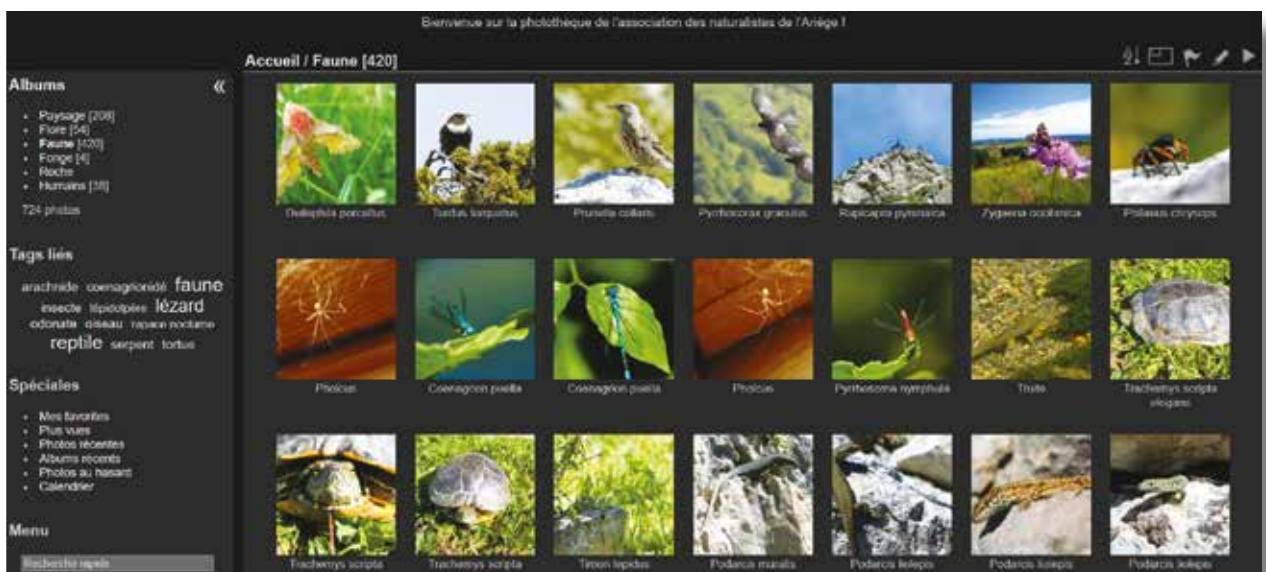 Bienvenue sur la photothèque de l'association des naturalistes de l'Ariège !
Accueil / Faune [420]
Albums
Paysage [208]
Flore [54]
Faune [420]
Fonge [4]
Roche
Humains [38]
724 photos
Tags liés
arachnide coenagrionidé faune
insecte lépidoptère lézard
odonate oiseau rapace nocturne
reptile serpent tortue
Spéciales
Mes favorites
Plus vues
Photos récentes
Albums récents
Photos au hasard
Calendrier
Menu
Recherche rapide
Deilephila porcellus Turdus torquatus Prunella collaris Pyrrhocorax graculus Rupicapra pyrenaica Zygaena occitanica Philaeus chrysops
Pholcus Coenagrion puella Coenagrion puella Pholcus Pyrrhosoma nymphula Truite Trachemys scripta
elegans
Trachemys scripta Trachemys scripta Timon lepidus Podarcis muralis Podarcis liolepis Podarcis liolepis Podarcis liolepis